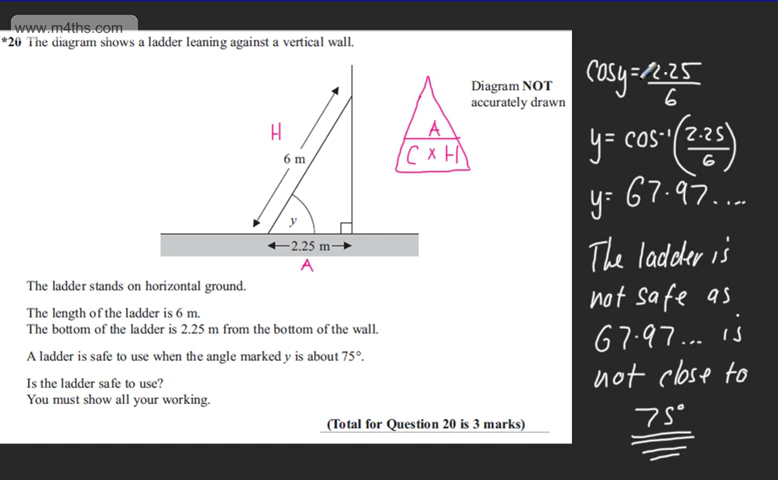 www.m4ths.com
*20 The diagram shows a ladder leaning against a vertical wall.
Diagram NOT
accurately drawn
H
6 m
y
2.25 m
A
A
C × H
The ladder stands on horizontal ground.
The length of the ladder is 6 m.
The bottom of the ladder is 2.25 m from the bottom of the wall.
A ladder is safe to use when the angle marked y is about 75°.
Is the ladder safe to use?
You must show all your working.
(Total for Question 20 is 3 marks)
cosy = 2.25
6
y = cos⁻¹(2.25
6)
y= 67.97....
The ladder is
not safe as
67.97... is
not close to
75°